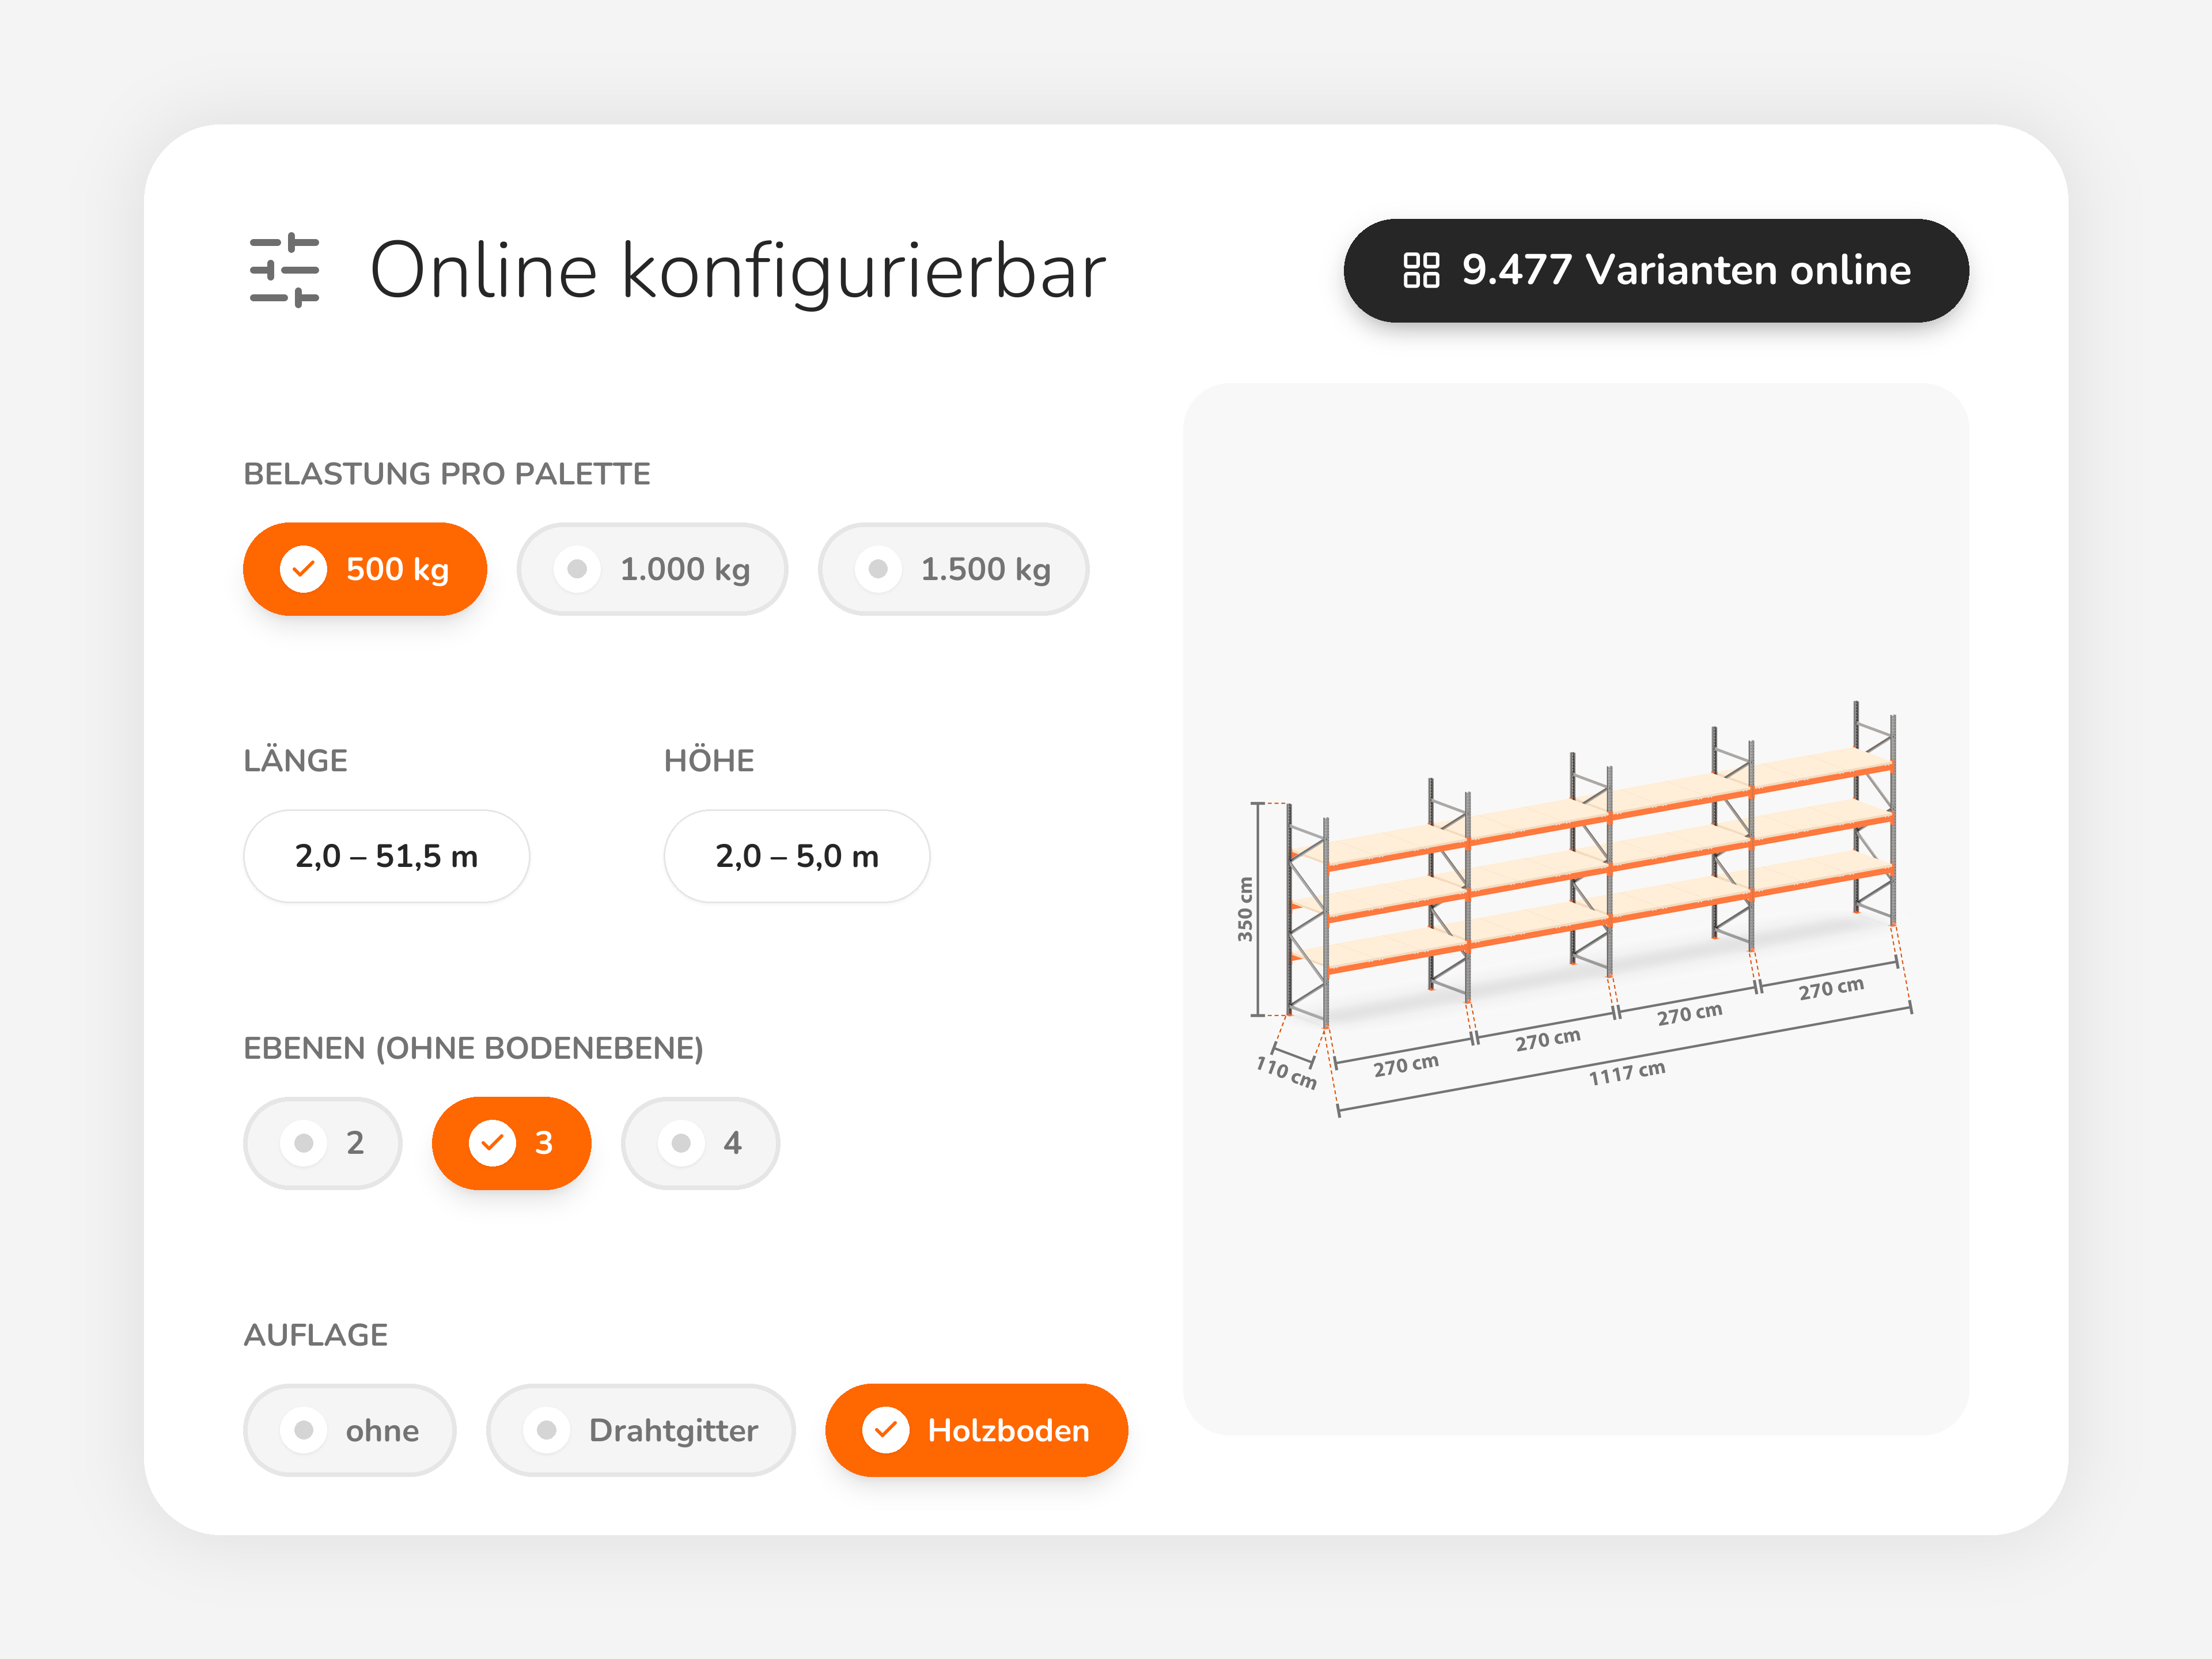 Online konfigurierbar
9.477 Varianten online
BELASTUNG PRO PALETTE
500 kg
1.000 kg
1.500 kg
LÄNGE
HÖHE
2,0 – 51,5 m
2,0 – 5,0 m
EBENEN (OHNE BODENEBENE)
2
3
4
AUFLAGE
ohne
Drahtgitter
Holzboden
350 cm
110 cm
270 cm
270 cm
270 cm
270 cm
1117 cm